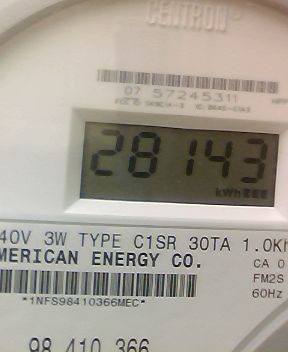 CENTRON®
07 57245311
28143
kWh
40V 3W TYPE C1SR 30TA 1.0Kh
MERICAN ENERGY CO.
CA 0
FM2S
60Hz
*1NFS98410366MEC*
98 410 366